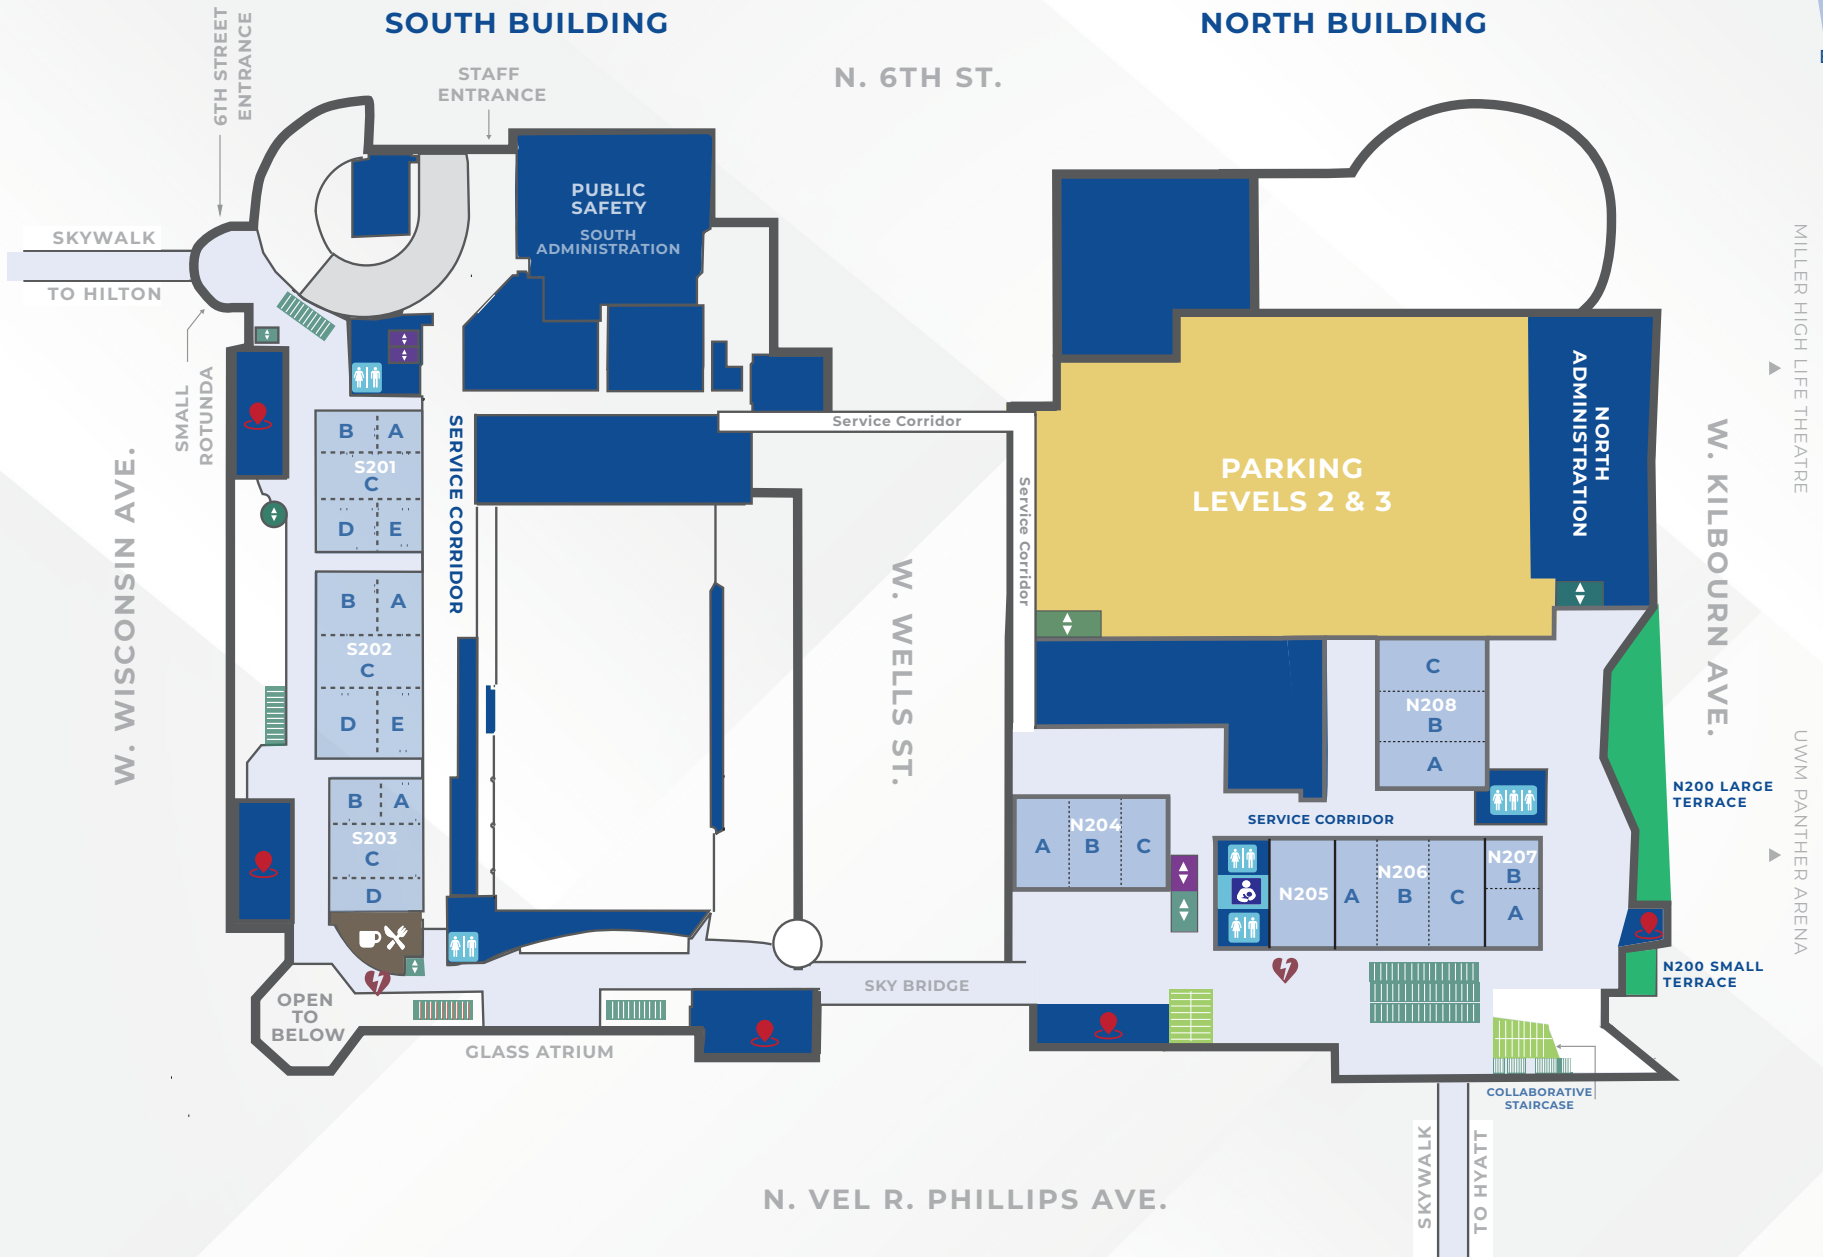 SOUTH BUILDING
NORTH BUILDING
N. 6TH ST.
6TH STREET
ENTRANCE
STAFF
ENTRANCE
PUBLIC
SAFETY
SOUTH
ADMINISTRATION
SKYWALK
TO HILTON
SMALL
ROTUNDA
W. WISCONSIN AVE.
B
A
S201
C
D
E
B
A
S202
C
D
E
B
A
S203
C
D
SERVICE CORRIDOR
Service Corridor
Service Corridor
W. WELLS ST.
PARKING
LEVELS 2 & 3
NORTH
ADMINISTRATION
MILLER HIGH LIFE THEATRE
W. KILBOURN AVE.
UWM PANTHER ARENA
C
N208
B
A
N200 LARGE
TERRACE
SERVICE CORRIDOR
N204
A
B
C
N205
N206
A
B
C
N207
B
A
N200 SMALL
TERRACE
SKY BRIDGE
OPEN
TO
BELOW
GLASS ATRIUM
COLLABORATIVE
STAIRCASE
SKYWALK
TO HYATT
N. VEL R. PHILLIPS AVE.